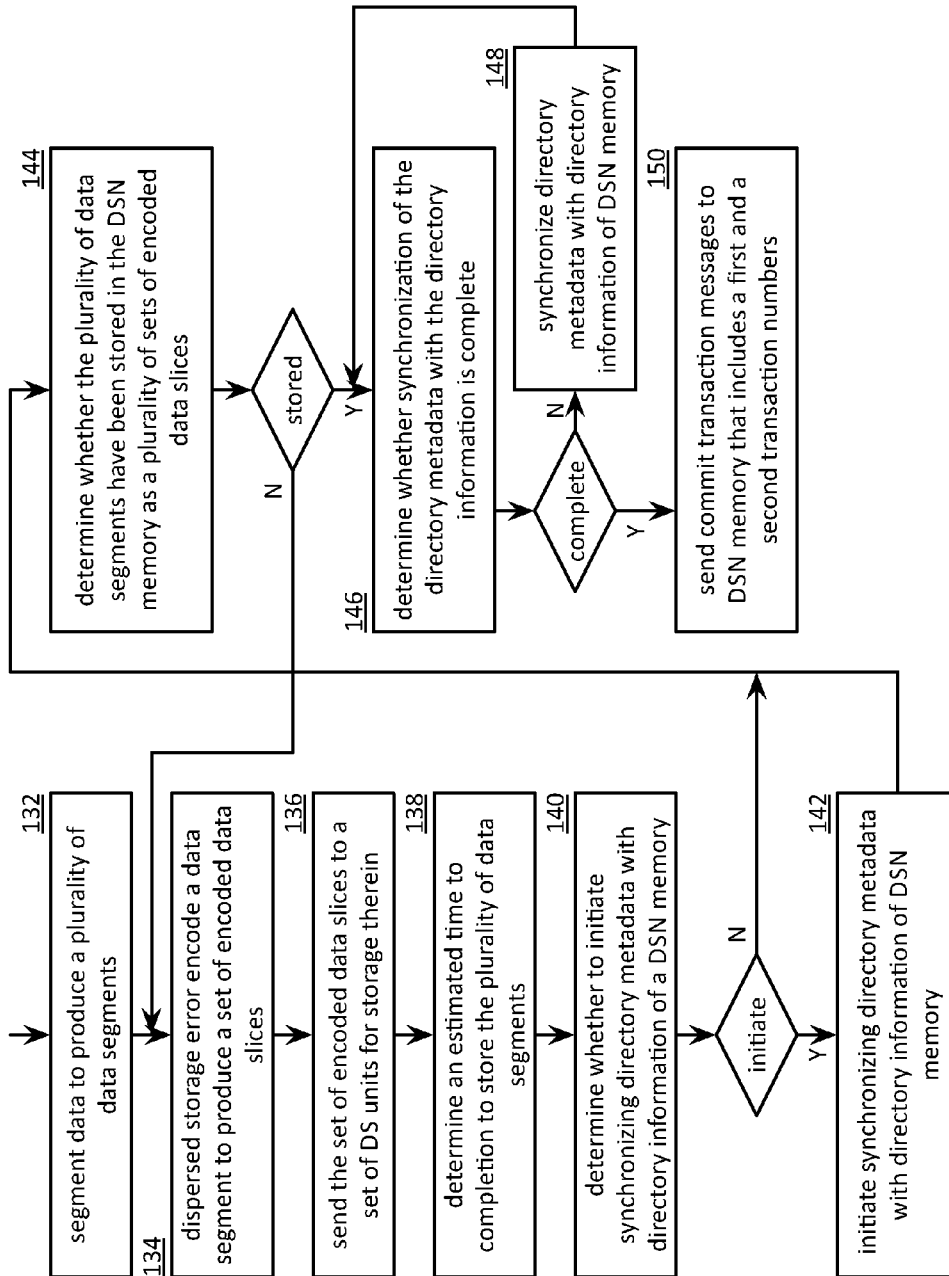 132
segment data to produce a plurality of
data segments
134
dispersed storage error encode a data
segment to produce a set of encoded data
slices
136
send the set of encoded data slices to a
set of DS units for storage therein
138
determine an estimated time to
completion to store the plurality of data
segments
140
determine whether to initiate
synchronizing directory metadata with
directory information of a DSN memory
initiate
N
Y
142
initiate synchronizing directory metadata
with directory information of DSN
memory
144
determine whether the plurality of data
segments have been stored in the DSN
memory as a plurality of sets of encoded
data slices
stored
N
Y
146
determine whether synchronization of the
directory metadata with the directory
information is complete
complete
N
Y
148
synchronize directory
metadata with directory
information of DSN memory
150
send commit transaction messages to
DSN memory that includes a first and a
second transaction numbers